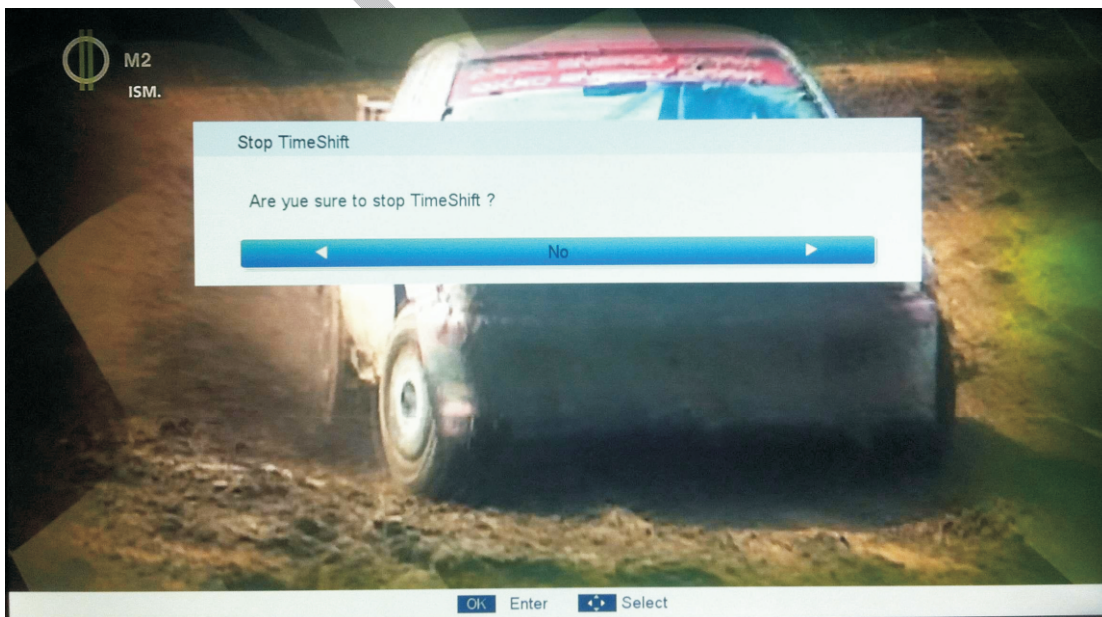 M2
ISM.
Stop TimeShift
Are yue sure to stop TimeShift ?
No
OK Enter Select